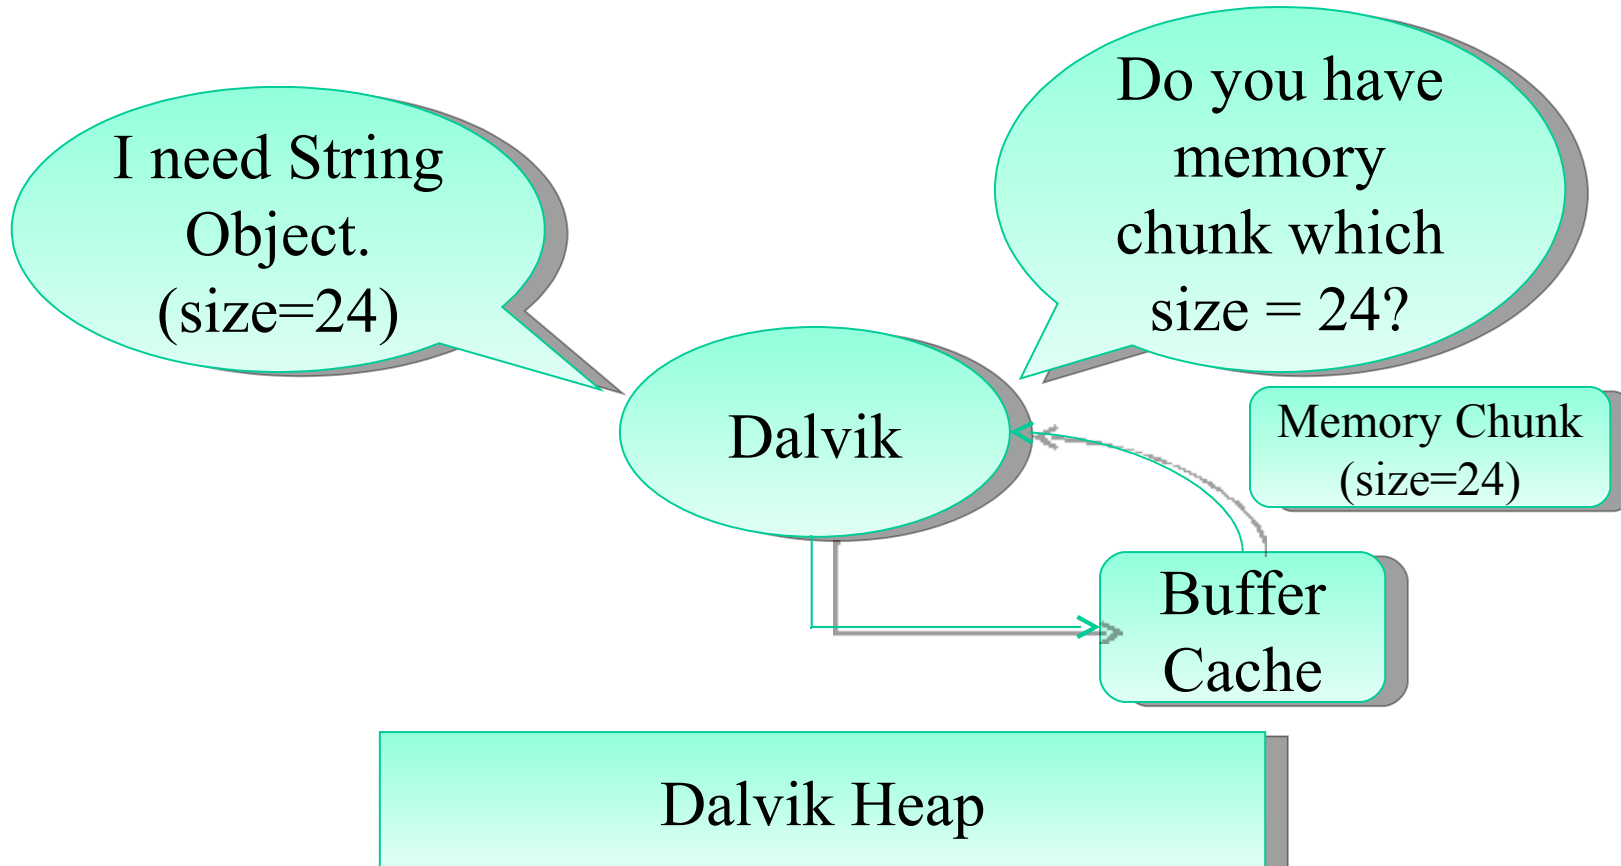 I need String
Object.
(size=24)
Do you have
memory
chunk which
size = 24?
Dalvik
Memory Chunk
(size=24)
Buffer
Cache
Dalvik Heap